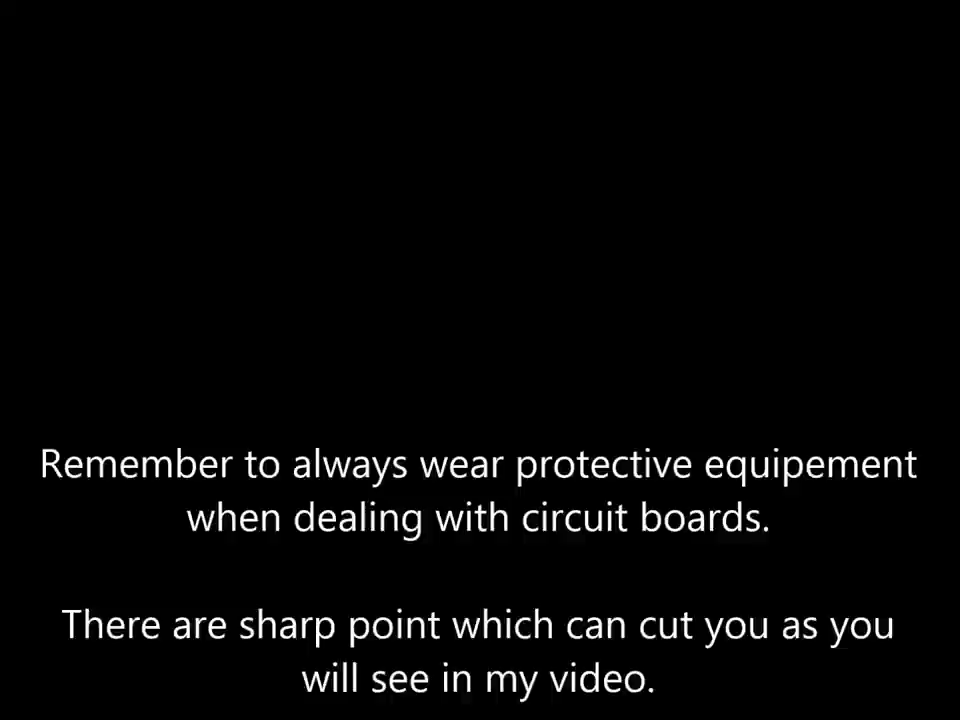 Remember to always wear protective equipement
when dealing with circuit boards.
There are sharp point which can cut you as you
will see in my video.